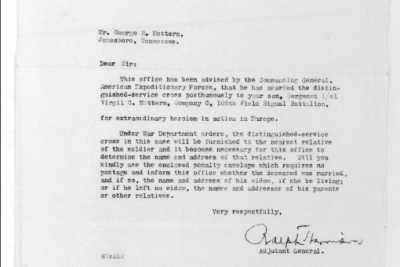 Mr. George R. Mottern,
Jonesboro, Tennessee.
Dear Sir:
This office has been advised by the Commanding General,
American Expeditionary Forces, that he has awarded the distin-
guished-service cross posthumously to your son, Sergeant 1/cl
Virgil C. Mottern, Company C, 105th Field Signal Battalion,
for extraordinary heroism in action in Europe.
Under War Department orders, the distinguished-service
cross in this case will be furnished to the nearest relative
of the soldier and it becomes necessary for this office to
determine the name and address of that relative. Will you
kindly use the enclosed penalty envelope which requires no
postage and inform this office whether the deceased was married,
and if so, the name and address of his widow, if she be living;
or if he left no widow, the names and addresses of his parents
or other relatives.
Very respectfully,
Ralph Harrison
Adjutant General.